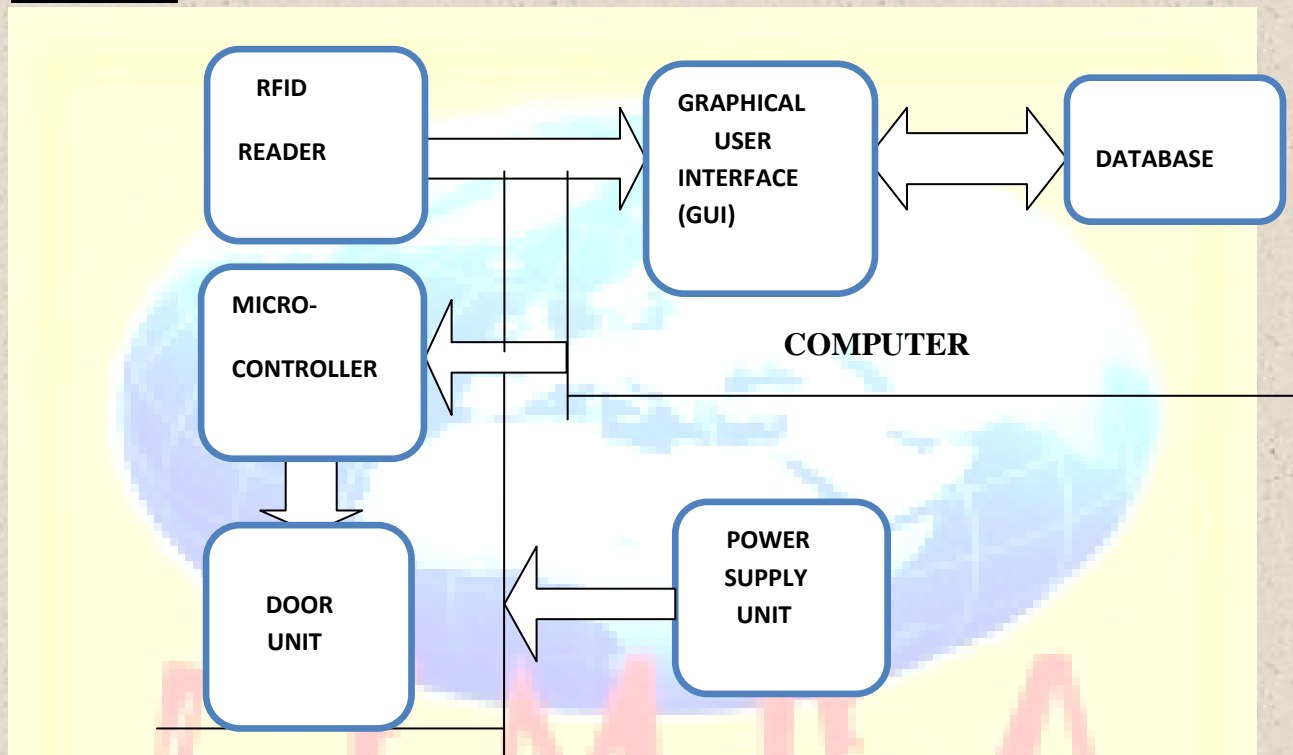 RFID
READER
GRAPHICAL
USER
INTERFACE
(GUI)
DATABASE
MICRO-
CONTROLLER
COMPUTER
DOOR
UNIT
POWER
SUPPLY
UNIT